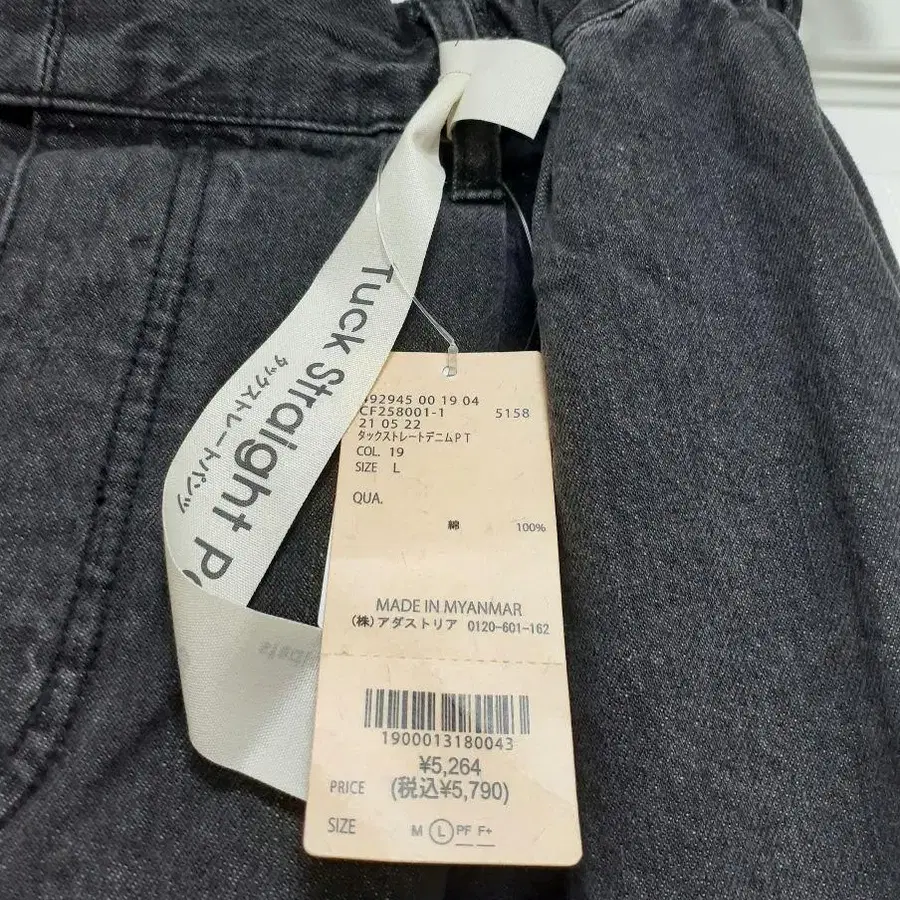 Tuck Straight P
タックストレートパンツ
492945 00 19 04
CF258001-1 5158
21 05 22
タックストレートデニムPT
COL. 19
SIZE L
QUA.
綿 100%
MADE IN MYANMAR
(株)アダストリア 0120-601-162
1900013180043
¥5,264
PRICE (税込¥5,790)
SIZE M L PF F+